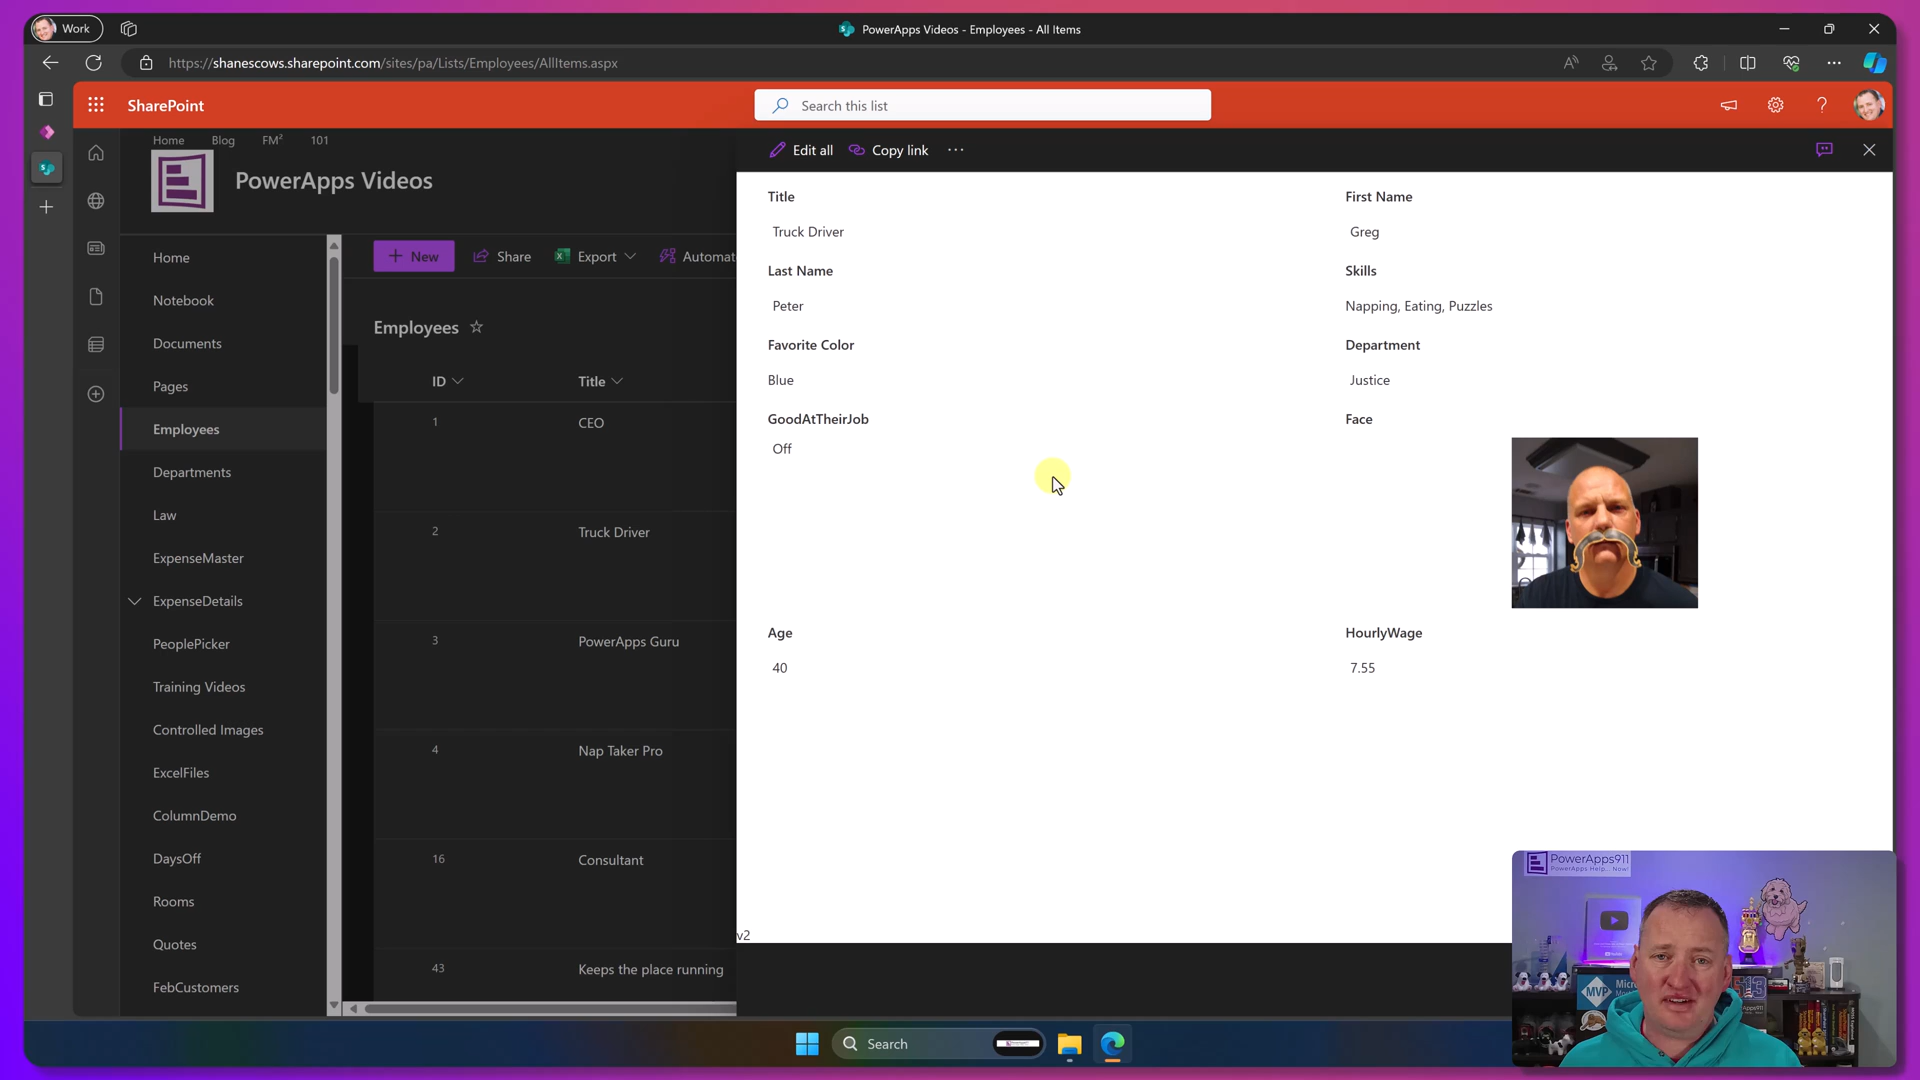 Work
PowerApps Videos - Employees - All Items
https://shanescows.sharepoint.com/sites/pa/Lists/Employees/AllItems.aspx
SharePoint
Search this list
Home Blog FM² 101
PowerApps Videos
Edit all Copy link ...
Home
Notebook
Documents
Pages
Employees
Departments
Law
ExpenseMaster
ExpenseDetails
PeoplePicker
Training Videos
Controlled Images
ExcelFiles
ColumnDemo
DaysOff
Rooms
Quotes
FebCustomers
+ New Share Export Automat
Employees
ID Title
1 CEO
2 Truck Driver
3 PowerApps Guru
4 Nap Taker Pro
16 Consultant
43 Keeps the place running
Title
Truck Driver
First Name
Greg
Last Name
Peter
Skills
Napping, Eating, Puzzles
Favorite Color
Blue
Department
Justice
GoodAtTheirJob
Off
Face
Age
40
HourlyWage
7.55
v2
PowerApps911
PowerApps Help... Now!
MVP
Search